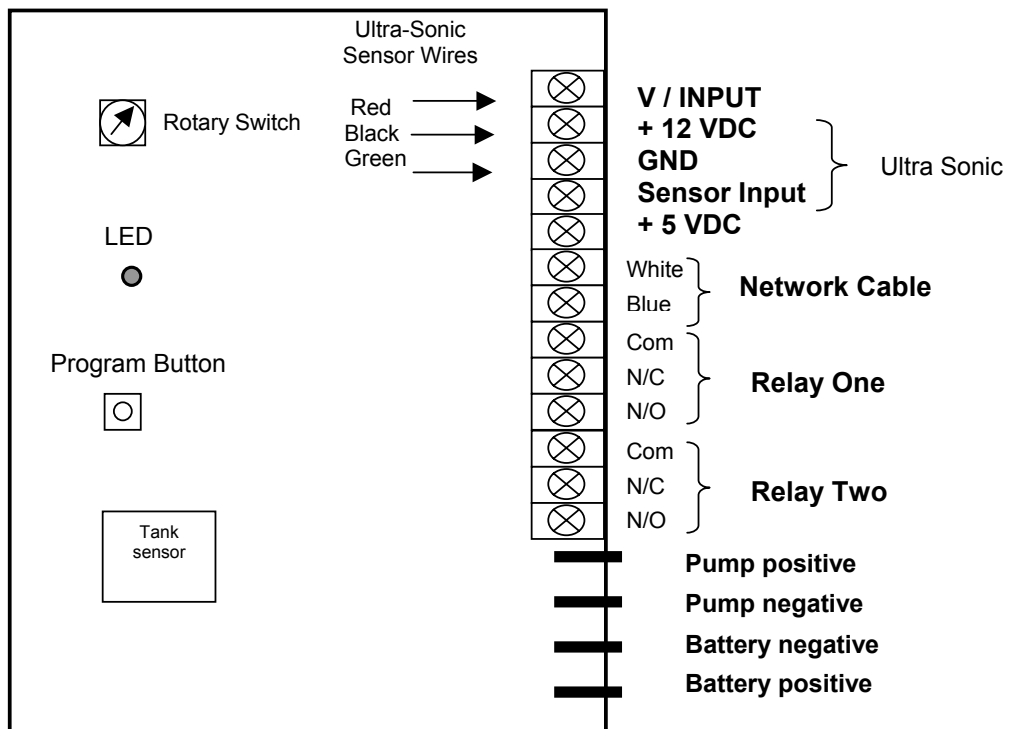 Ultra-Sonic
Sensor Wires
Red
Black
Green
Rotary Switch
LED
Program Button
Tank
sensor
V / INPUT
+ 12 VDC
GND
Sensor Input
+ 5 VDC
Ultra Sonic
White
Blue
Network Cable
Com
N/C
N/O
Relay One
Com
N/C
N/O
Relay Two
Pump positive
Pump negative
Battery negative
Battery positive